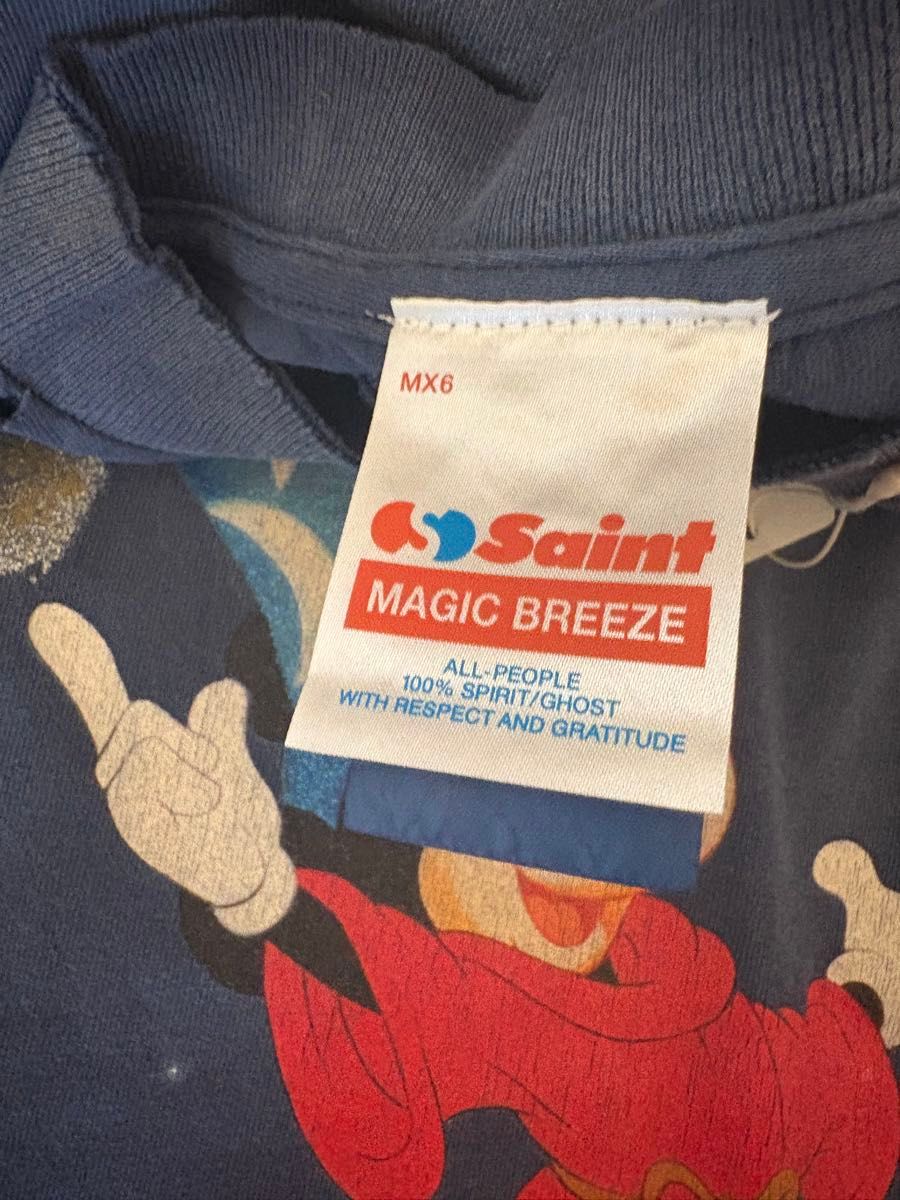 MX6
Saint
MAGIC BREEZE
ALL-PEOPLE
100% SPIRIT/GHOST
WITH RESPECT AND GRATITUDE